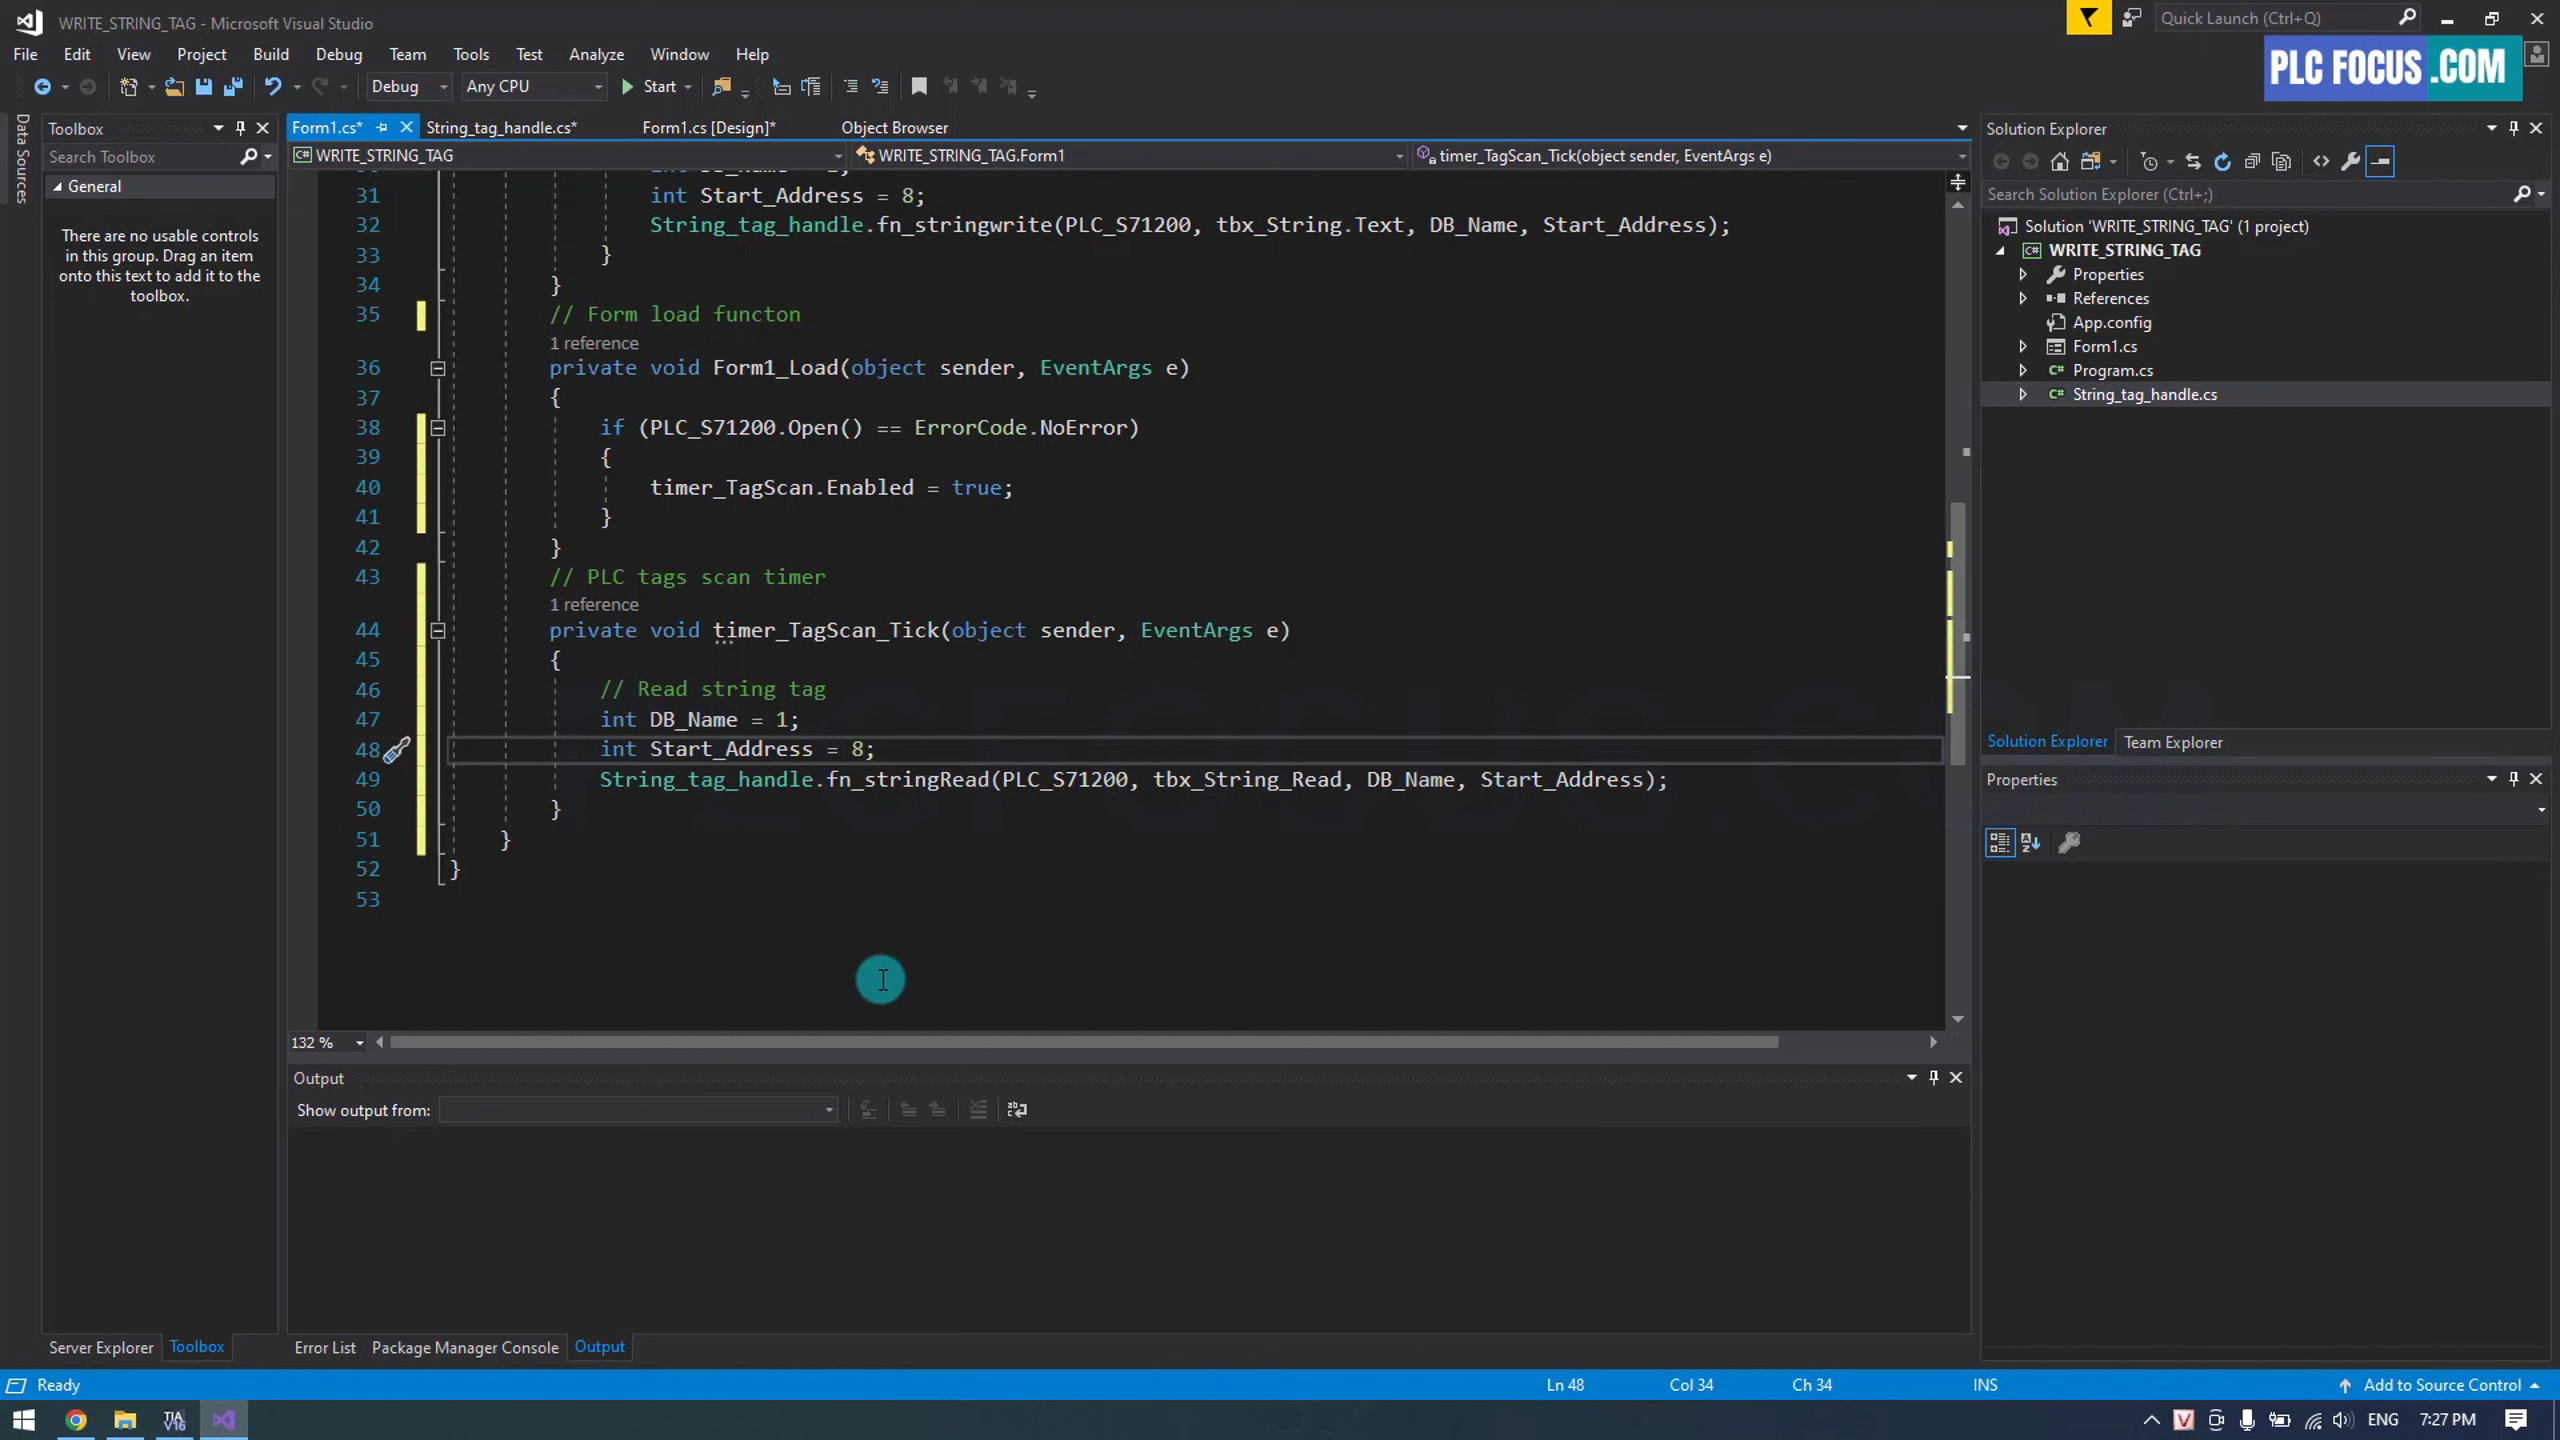 WRITE_STRING_TAG - Microsoft Visual Studio
Quick Launch (Ctrl+Q)
File Edit View Project Build Debug Team Tools Test Analyze Window Help
PLC FOCUS .COM
Debug Any CPU Start
Data Sources
Toolbox
Search Toolbox
General
There are no usable controls
in this group. Drag an item
onto this text to add it to the
toolbox.
Form1.cs* String_tag_handle.cs* Form1.cs [Design]* Object Browser
WRITE_STRING_TAG WRITE_STRING_TAG.Form1 timer_TagScan_Tick(object sender, EventArgs e)
31 int Start_Address = 8;
32 String_tag_handle.fn_stringwrite(PLC_S71200, tbx_String.Text, DB_Name, Start_Address);
33 }
34 }
35 // Form load functon
1 reference
36 private void Form1_Load(object sender, EventArgs e)
37 {
38 if (PLC_S71200.Open() == ErrorCode.NoError)
39 {
40 timer_TagScan.Enabled = true;
41 }
42 }
43 // PLC tags scan timer
1 reference
44 private void timer_TagScan_Tick(object sender, EventArgs e)
45 {
46 // Read string tag
47 int DB_Name = 1;
48 int Start_Address = 8;
49 String_tag_handle.fn_stringRead(PLC_S71200, tbx_String_Read, DB_Name, Start_Address);
50 }
51 }
52 }
53
132 %
Output
Show output from:
Server Explorer Toolbox
Error List Package Manager Console Output
Solution Explorer
Search Solution Explorer (Ctrl+;)
Solution 'WRITE_STRING_TAG' (1 project)
WRITE_STRING_TAG
Properties
References
App.config
Form1.cs
Program.cs
String_tag_handle.cs
Solution Explorer Team Explorer
Properties
Ready Ln 48 Col 34 Ch 34 INS Add to Source Control
TIA V16
ENG 7:27 PM